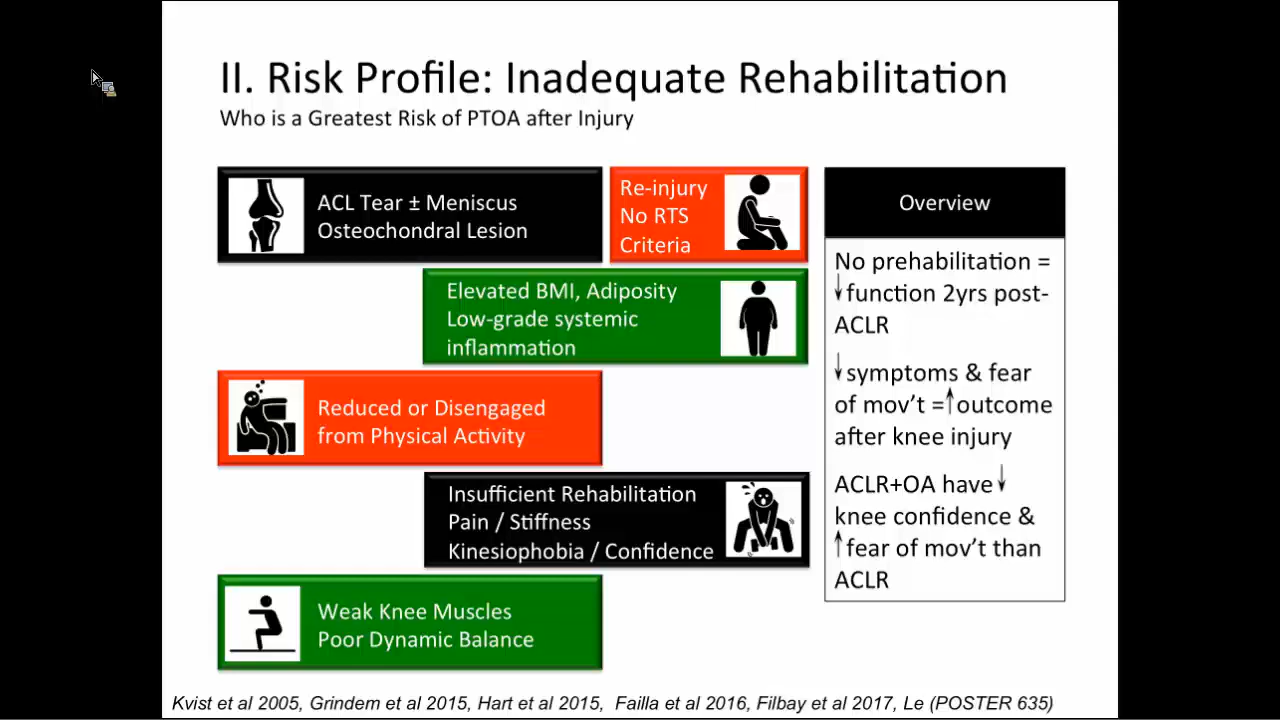 II. Risk Profile: Inadequate Rehabilitation
Who is a Greatest Risk of PTOA after Injury
ACL Tear ± Meniscus
Osteochondral Lesion
Re-injury
No RTS
Criteria
Elevated BMI, Adiposity
Low-grade systemic
inflammation
Reduced or Disengaged
from Physical Activity
Insufficient Rehabilitation
Pain / Stiffness
Kinesiophobia / Confidence
Weak Knee Muscles
Poor Dynamic Balance
Overview
No prehabilitation =
↓function 2yrs post-
ACLR
↓symptoms & fear
of mov't =↑outcome
after knee injury
ACLR+OA have↓
knee confidence &
↑fear of mov't than
ACLR
Kvist et al 2005, Grindem et al 2015, Hart et al 2015, Failla et al 2016, Filbay et al 2017, Le (POSTER 635)